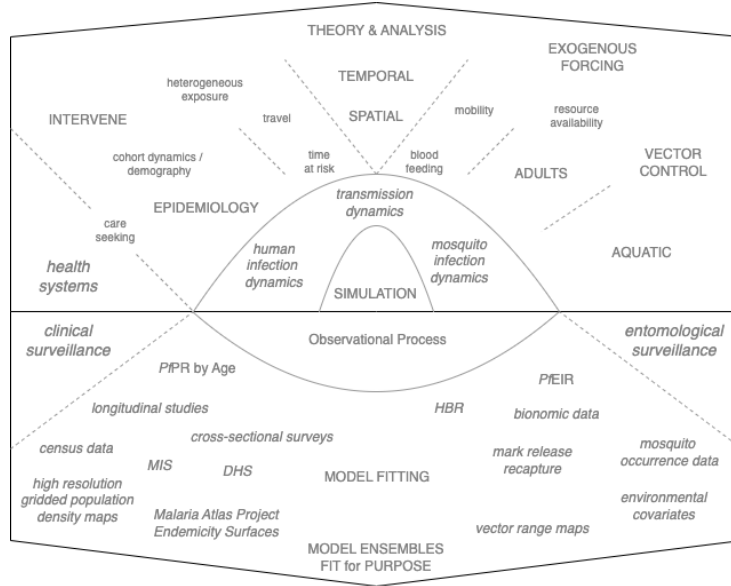 THEORY & ANALYSIS
EXOGENOUS
FORCING
TEMPORAL
heterogeneous
exposure
INTERVENE
travel
SPATIAL
mobility
resource
availability
cohort dynamics /
demography
time
at risk
blood
feeding
ADULTS
VECTOR
CONTROL
EPIDEMIOLOGY
transmission
dynamics
care
seeking
human
infection
dynamics
mosquito
infection
dynamics
AQUATIC
health
systems
SIMULATION
clinical
surveillance
Observational Process
entomological
surveillance
PfPR by Age
PfEIR
longitudinal studies
HBR
bionomic data
census data
cross-sectional surveys
MIS
DHS
MODEL FITTING
mark release
recapture
mosquito
occurrence data
high resolution
gridded population
density maps
Malaria Atlas Project
Endemicity Surfaces
vector range maps
environmental
covariates
MODEL ENSEMBLES
FIT for PURPOSE